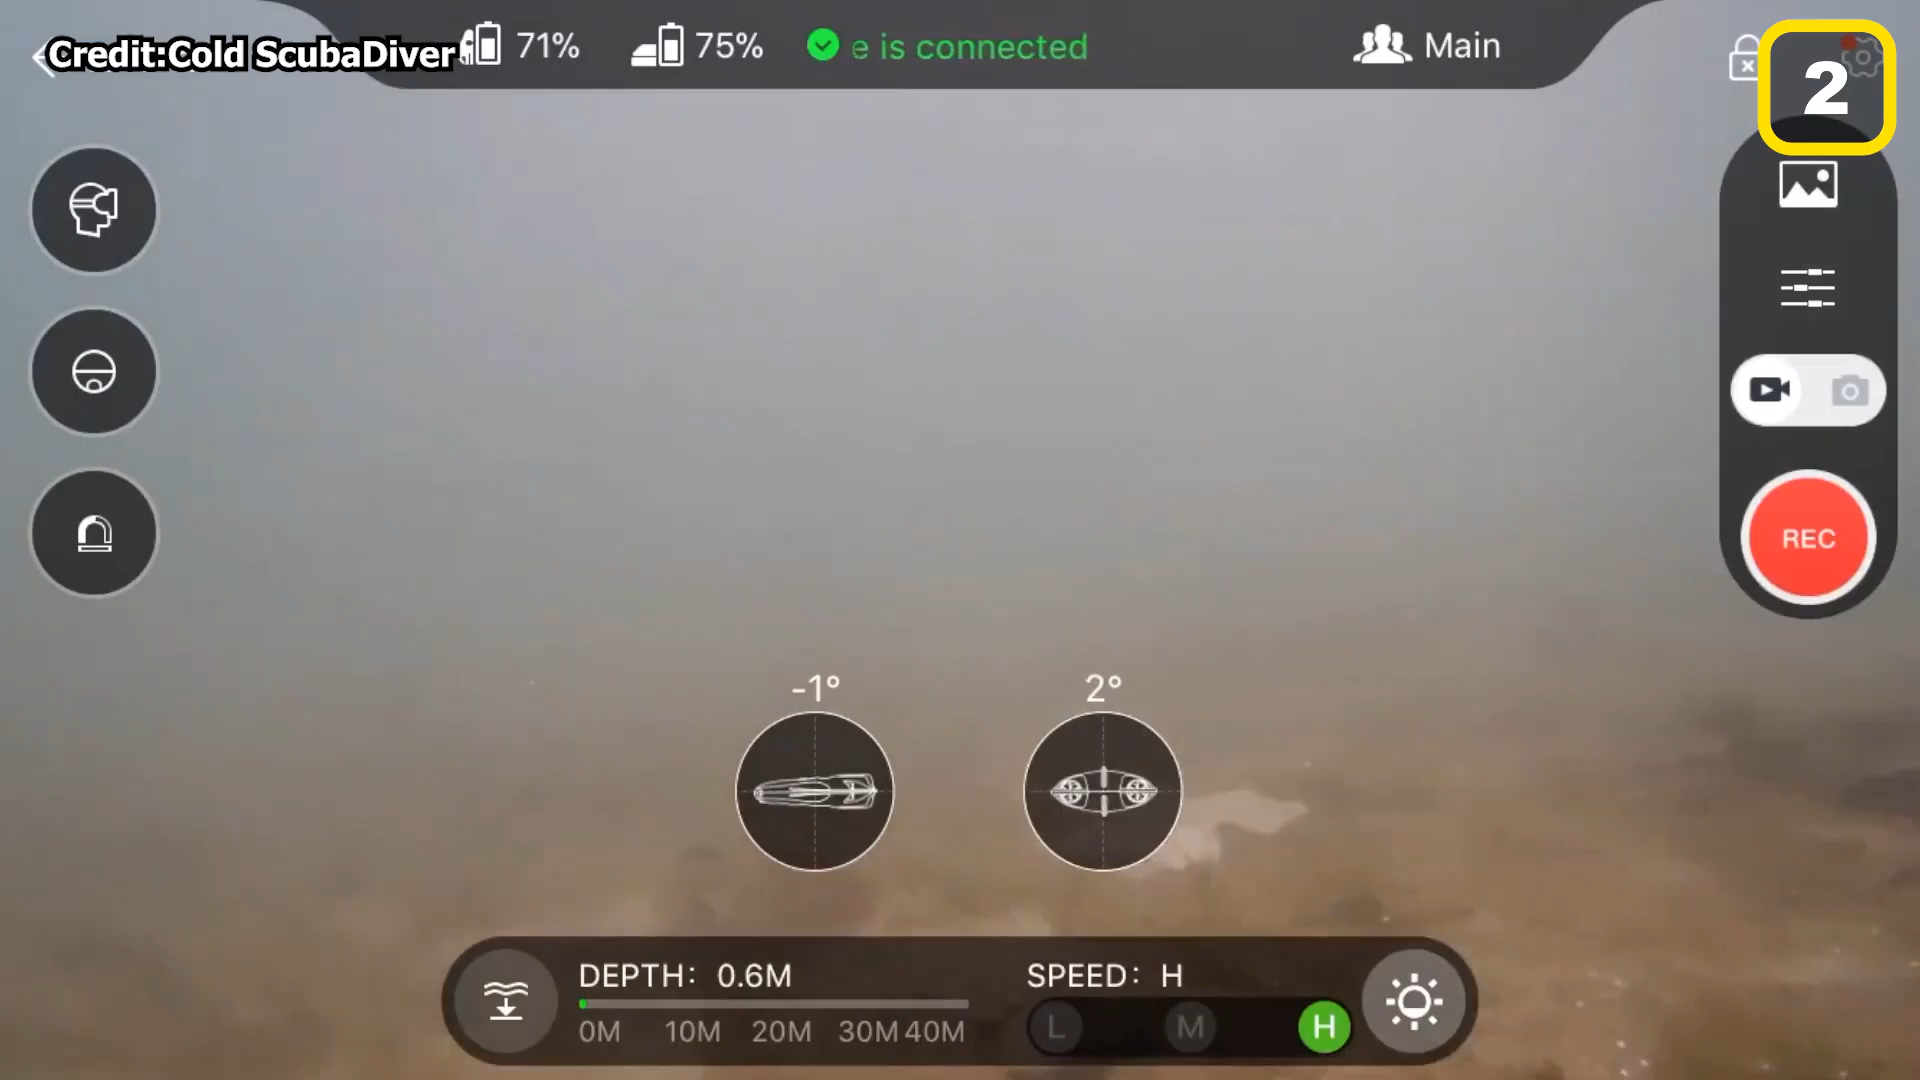 Credit:Cold ScubaDiver
71%
75%
e is connected
Main
2
REC
-1°
2°
DEPTH: 0.6M
0M 10M 20M 30M 40M
SPEED: H
L M H